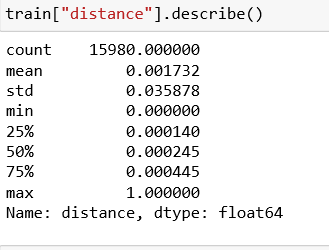 train["distance"].describe()
count    15980.000000
mean         0.001732
std          0.035878
min          0.000000
25%          0.000140
50%          0.000245
75%          0.000445
max          1.000000
Name: distance, dtype: float64